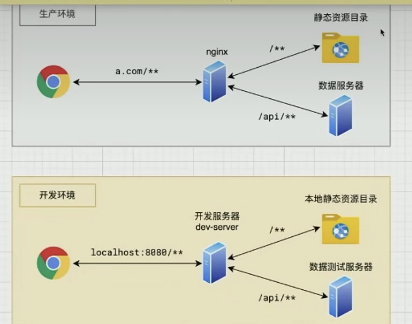 生产环境
静态资源目录
nginx
/**
a.com/**
数据服务器
/api/**
开发环境
开发服务器
dev-server
本地静态资源目录
/**
localhost:8080/**
数据测试服务器
/api/**